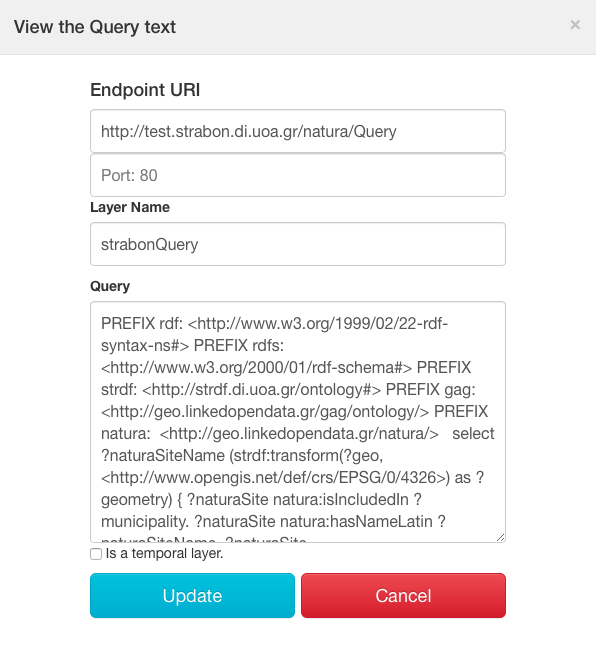 View the Query text ×
Endpoint URI
http://test.strabon.di.uoa.gr/natura/Query
Port: 80
Layer Name
strabonQuery
Query
PREFIX rdf: <http://www.w3.org/1999/02/22-rdf-
syntax-ns#> PREFIX rdfs:
<http://www.w3.org/2000/01/rdf-schema#> PREFIX
strdf: <http://strdf.di.uoa.gr/ontology#> PREFIX gag:
<http://geo.linkedopendata.gr/gag/ontology/> PREFIX
natura: <http://geo.linkedopendata.gr/natura/> select
?naturaSiteName (strdf:transform(?geo,
<http://www.opengis.net/def/crs/EPSG/0/4326>) as ?
geometry) { ?naturaSite natura:isIncludedIn ?
municipality. ?naturaSite natura:hasNameLatin ?
naturaSiteName. ?naturaSite
Is a temporal layer.
Update Cancel